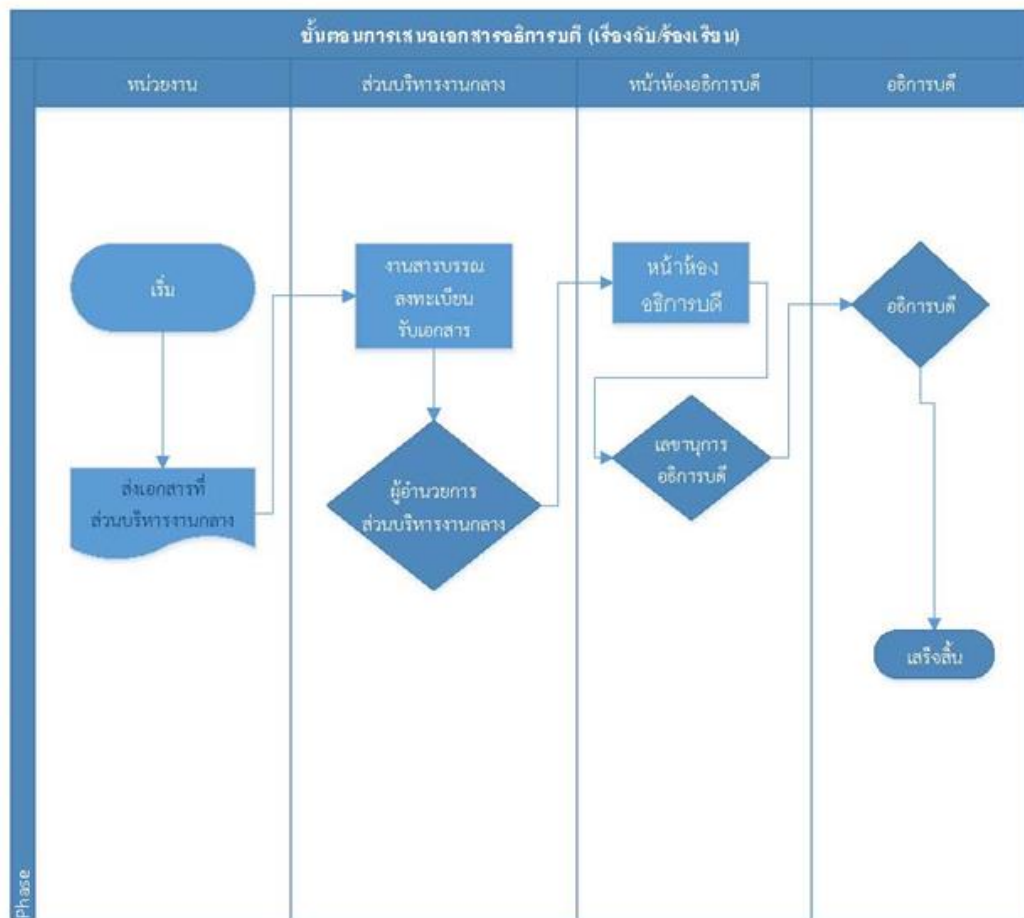 ขั้นตอนการเสนอเอกสารอธิการบดี (เรื่องลับ/ร้องเรียน)
หน่วยงาน
ส่วนบริหารงานกลาง
หน้าห้องอธิการบดี
อธิการบดี
เริ่ม
ส่งเอกสารที่
ส่วนบริหารงานกลาง
งานสารบรรณ
ลงทะเบียน
รับเอกสาร
ผู้อำนวยการ
ส่วนบริหารงานกลาง
หน้าห้อง
อธิการบดี
เลขานุการ
อธิการบดี
อธิการบดี
เสร็จสิ้น
Phase